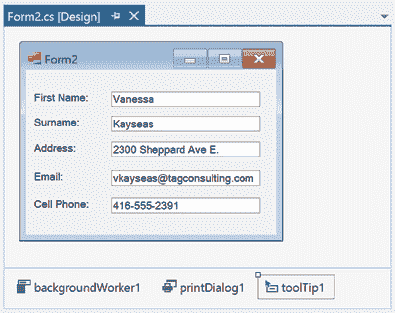 Form2.cs [Design]
Form2
First Name: Vanessa
Surname: Kayseas
Address: 2300 Sheppard Ave E.
Email: vkayseas@tagconsulting.com
Cell Phone: 416-555-2391
backgroundWorker1 printDialog1 toolTip1